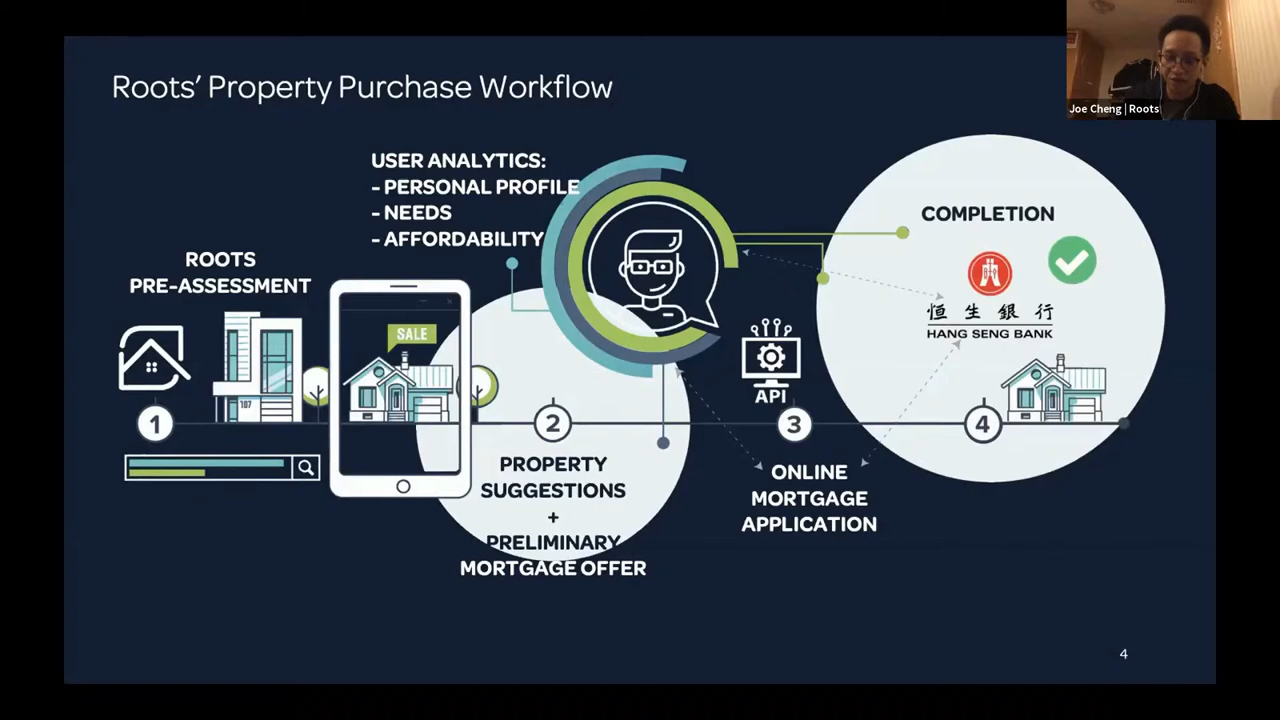 Roots' Property Purchase Workflow
Joe Cheng | Roots
USER ANALYTICS:
- PERSONAL PROFILE
- NEEDS
- AFFORDABILITY
ROOTS
PRE-ASSESSMENT
107
SALE
1
2
PROPERTY
SUGGESTIONS
+
PRELIMINARY
MORTGAGE OFFER
API
3
ONLINE
MORTGAGE
APPLICATION
COMPLETION
恒生銀行
HANG SENG BANK
4
4